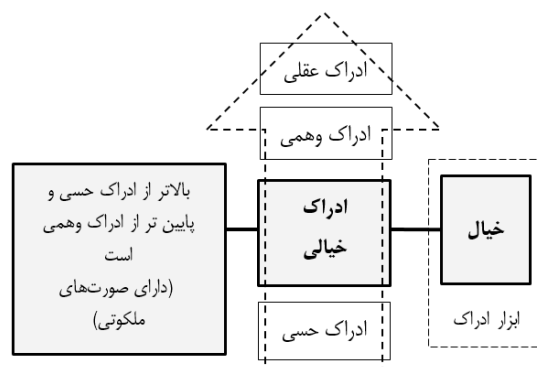 ادراک عقلی
ادراک وهمی
خیال
ابزار ادراک
ادراک
خیالی
بالاتر از ادراک حسی و
پایین تر از ادراک وهمی
است
(دارای صورت‌های
ملکوتی)
ادراک حسی